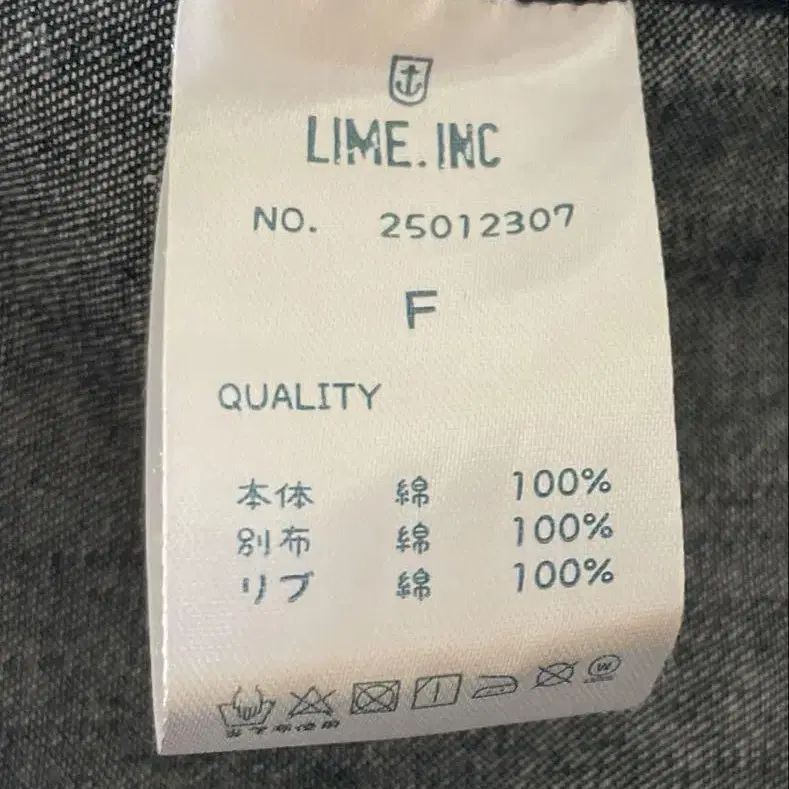 LIME.INC
NO. 25012307
F
QUALITY
本体 綿 100%
別布 綿 100%
リブ 綿 100%
W